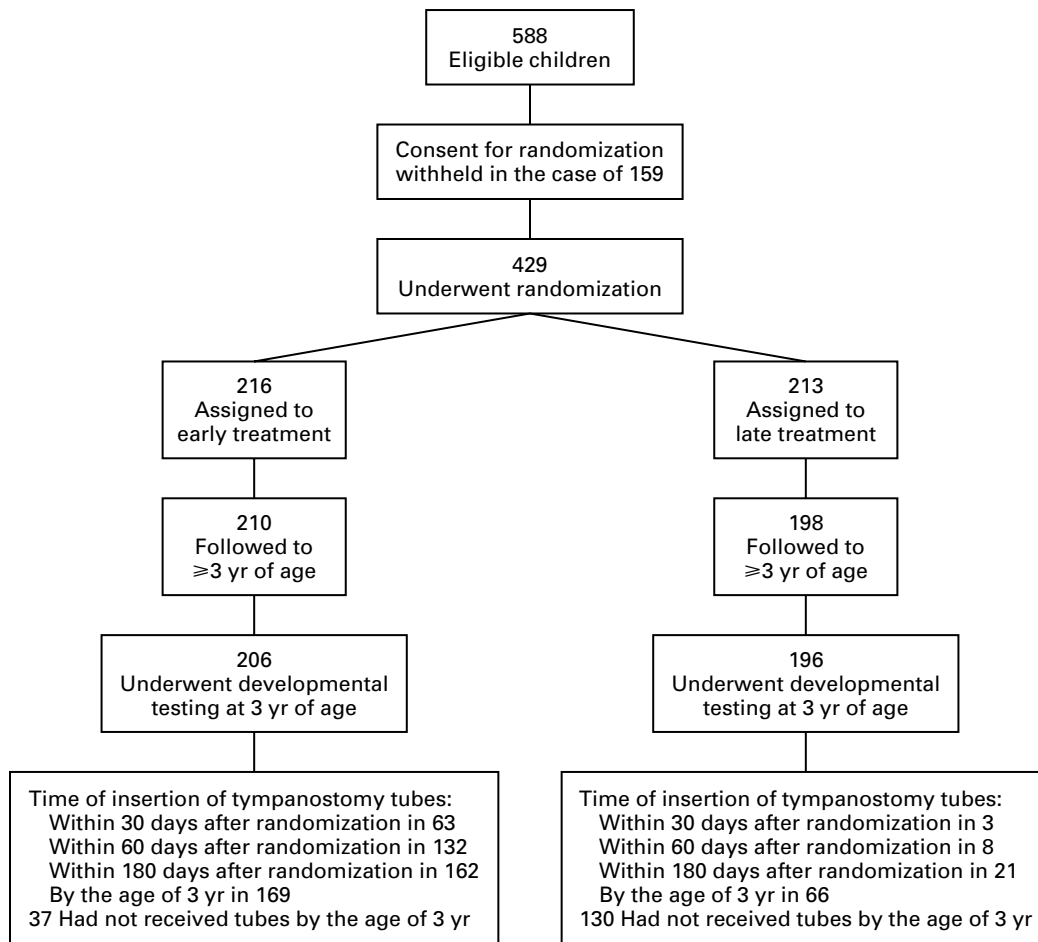 588
Eligible children
Consent for randomization
withheld in the case of 159
429
Underwent randomization
216
Assigned to
early treatment
213
Assigned to
late treatment
210
Followed to
⩾3 yr of age
198
Followed to
⩾3 yr of age
206
Underwent developmental
testing at 3 yr of age
196
Underwent developmental
testing at 3 yr of age
Time of insertion of tympanostomy tubes:
Within 30 days after randomization in 63
Within 60 days after randomization in 132
Within 180 days after randomization in 162
By the age of 3 yr in 169
37 Had not received tubes by the age of 3 yr
Time of insertion of tympanostomy tubes:
Within 30 days after randomization in 3
Within 60 days after randomization in 8
Within 180 days after randomization in 21
By the age of 3 yr in 66
130 Had not received tubes by the age of 3 yr